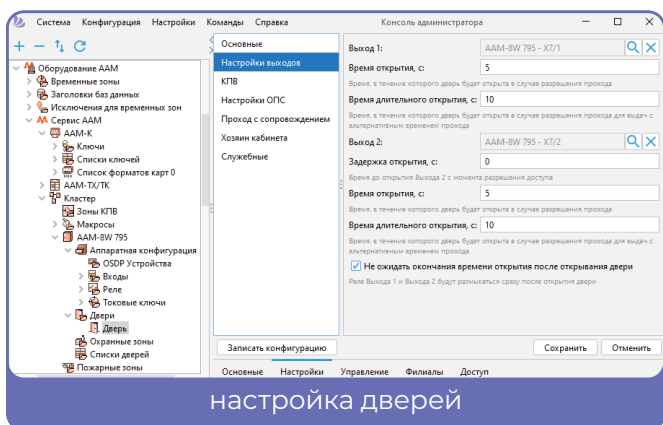 Система Конфигурация Настройки Команды Справка Консоль администратора
Оборудование ААМ
Временные зоны
Заголовки баз данных
Исключения для временных зон
Сервис ААМ
ААМ-К
Ключи
Списки ключей
Список форматов карт 0
ААМ-ТХ/ТК
Кластер
Зоны КПВ
Макросы
AAM-8W 795
Аппаратная конфигурация
OSDP Устройства
Входы
Реле
Токовые ключи
Двери
Дверь
Охранные зоны
Списки дверей
Пожарные зоны
Основные
Настройки выходов
КПВ
Настройки ОПС
Проход с сопровождением
Хозяин кабинета
Служебные
Выход 1: AAM-8W 795 - X7/1
Время открытия, с: 5
Время, в течение которого дверь будет открыта в случае разрешения прохода
Время длительного открытия, с: 10
Время, в течение которого дверь будет открыта в случае разрешения прохода для выдач с
альтернативным временем прохода
Выход 2: AAM-8W 795 - X7/2
Задержка открытия, с: 0
Время до открытия Выхода 2 с момента разрешения доступа
Время открытия, с: 5
Время, в течение которого дверь будет открыта в случае разрешения прохода
Время длительного открытия, с: 10
Время, в течение которого дверь будет открыта в случае разрешения прохода для выдач с
альтернативным временем прохода
Не ожидать окончания времени открытия после открывания двери
Реле Выхода 1 и Выхода 2 будут размыкаться сразу после открытия двери
Записать конфигурацию Сохранить Отменить
Основные Настройки Управление Филиалы Доступ
настройка дверей